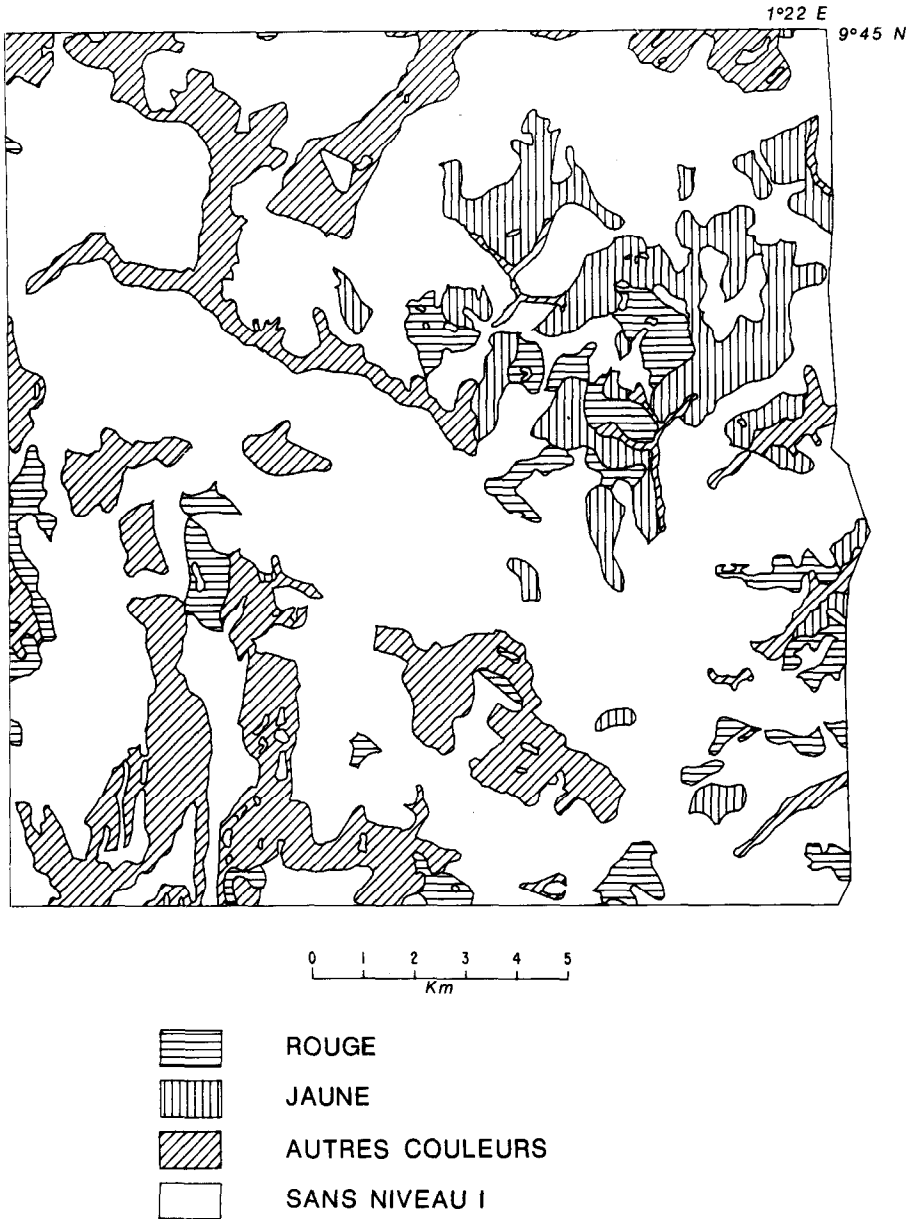 1°22 E
9°45 N
0 1 2 3 4 5
Km
ROUGE
JAUNE
AUTRES COULEURS
SANS NIVEAU I